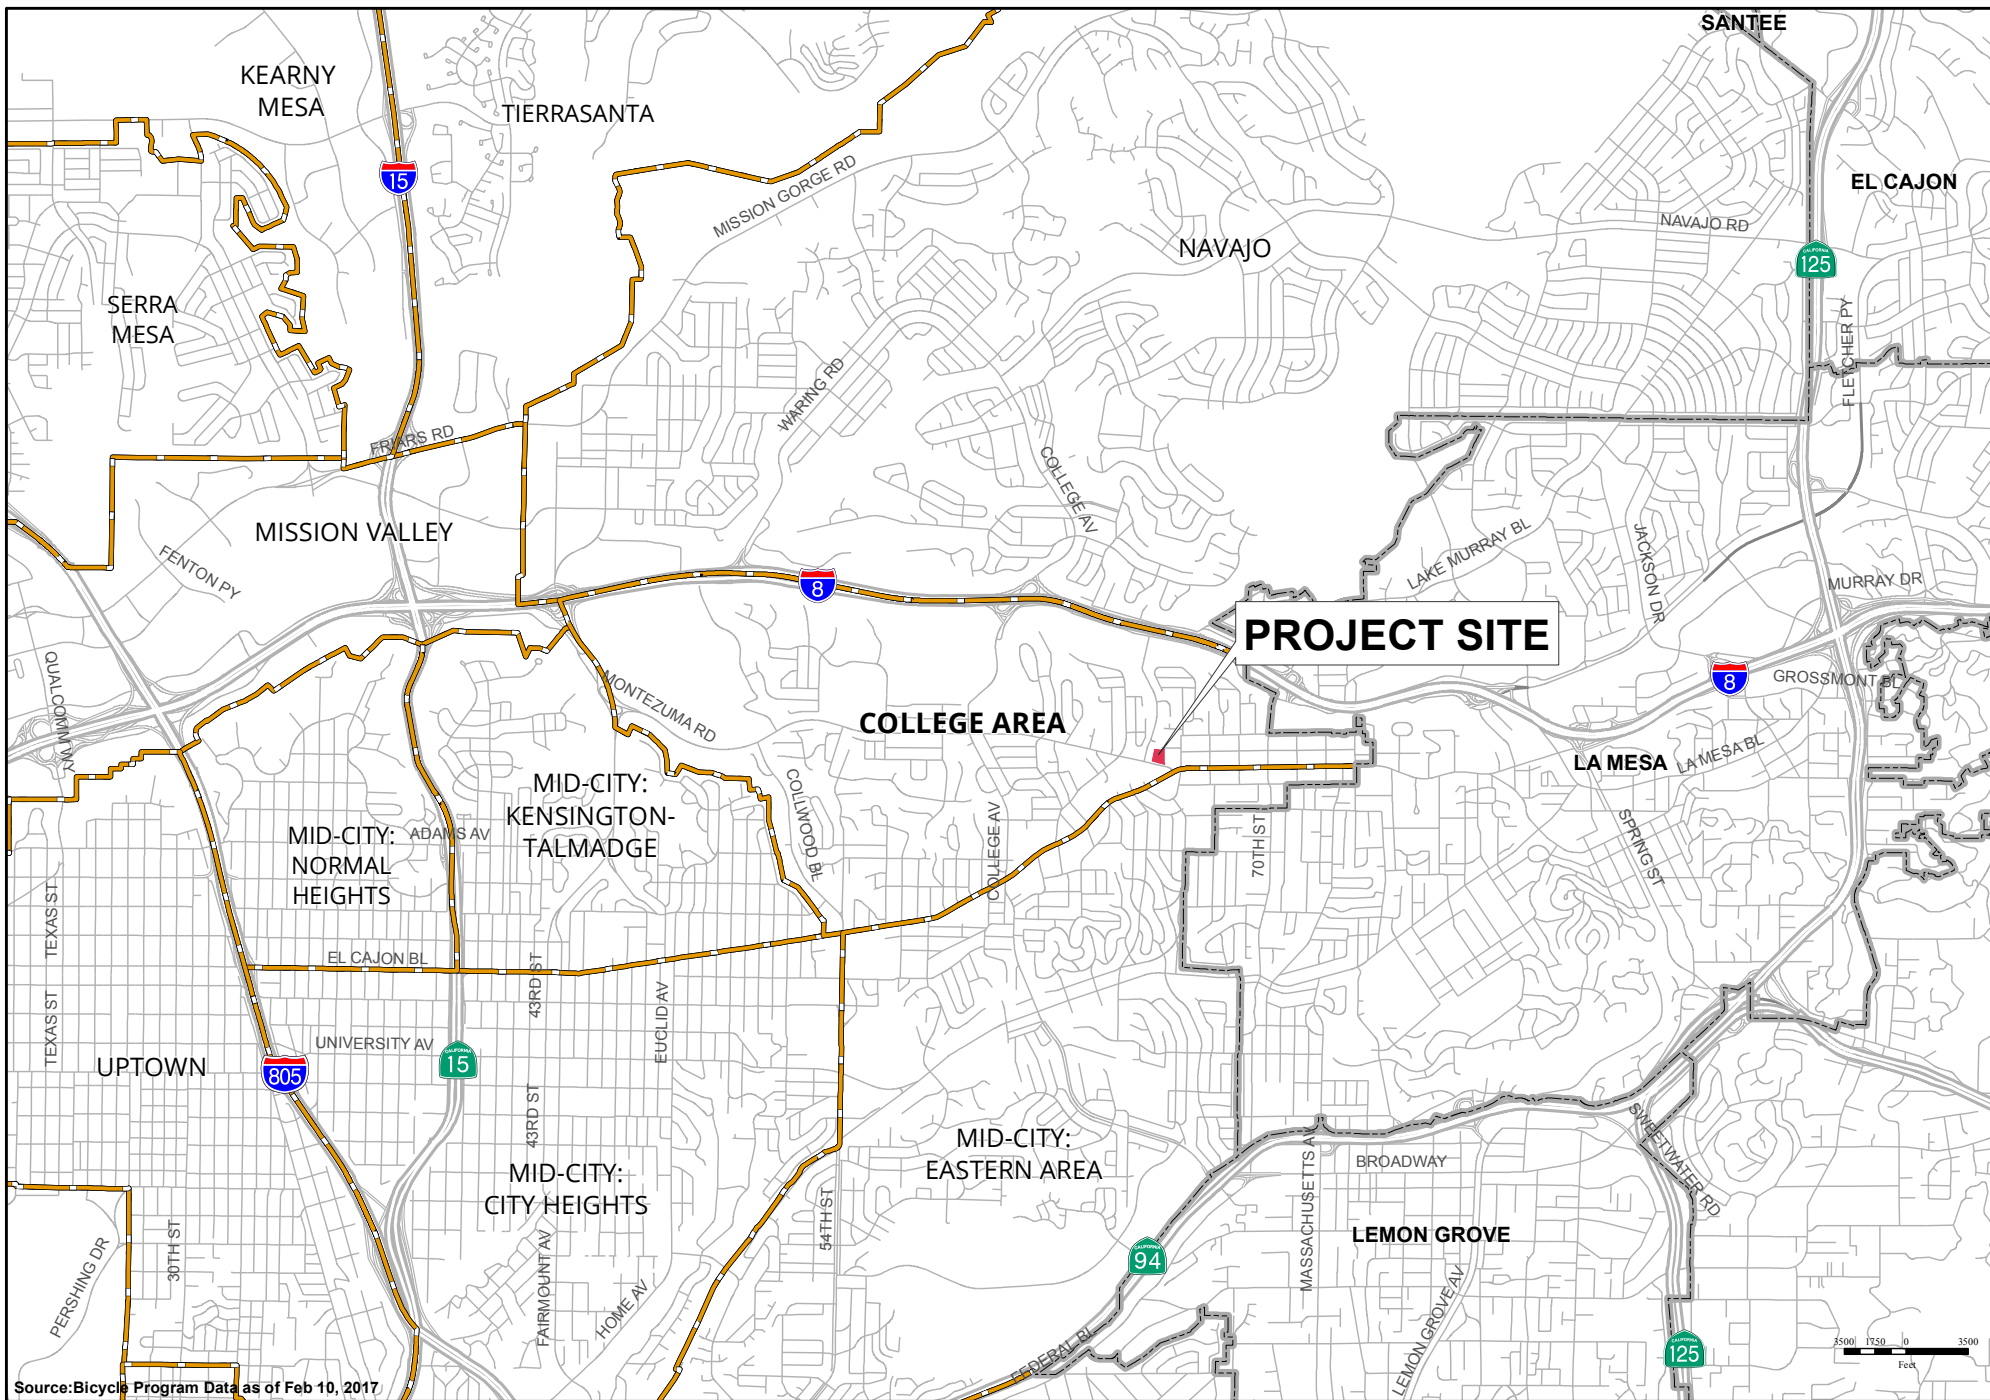 SANTEE
KEARNY
MESA
TIERRASANTA
15
MISSION GORGE RD
EL CAJON
NAVAJO RD
NAVAJO
CALIFORNIA
125
SERRA
MESA
FLETCHER PY
WARING RD
FRIARS RD
COLLEGE AV
MISSION VALLEY
FENTON PY
LAKE MURRAY BL
JACKSON DR
MURRAY DR
8
PROJECT SITE
QUALCOMM WY
MONTEZUMA RD
COLLEGE AREA
8
GROSSMONT BL
LA MESA
LA MESA BL
MID-CITY:
KENSINGTON-
TALMADGE
COLLWOOD BL
MID-CITY:
NORMAL
HEIGHTS
ADAMS AV
COLLEGE AV
70TH ST
SPRING ST
TEXAS ST
EL CAJON BL
43RD ST
EUCLID AV
TEXAS ST
UNIVERSITY AV
UPTOWN
805
CALIFORNIA
15
43RD ST
MID-CITY:
CITY HEIGHTS
MID-CITY:
EASTERN AREA
MASSACHUSETTS AV
BROADWAY
SWEETWATER RD
54TH ST
LEMON GROVE
30TH ST
PERSHING DR
FAIRMOUNT AV
HOME AV
CALIFORNIA
94
FEDERAL BL
LEMON GROVE AV
CALIFORNIA
125
3500 1750 0 3500
Feet
Source:Bicycle Program Data as of Feb 10, 2017